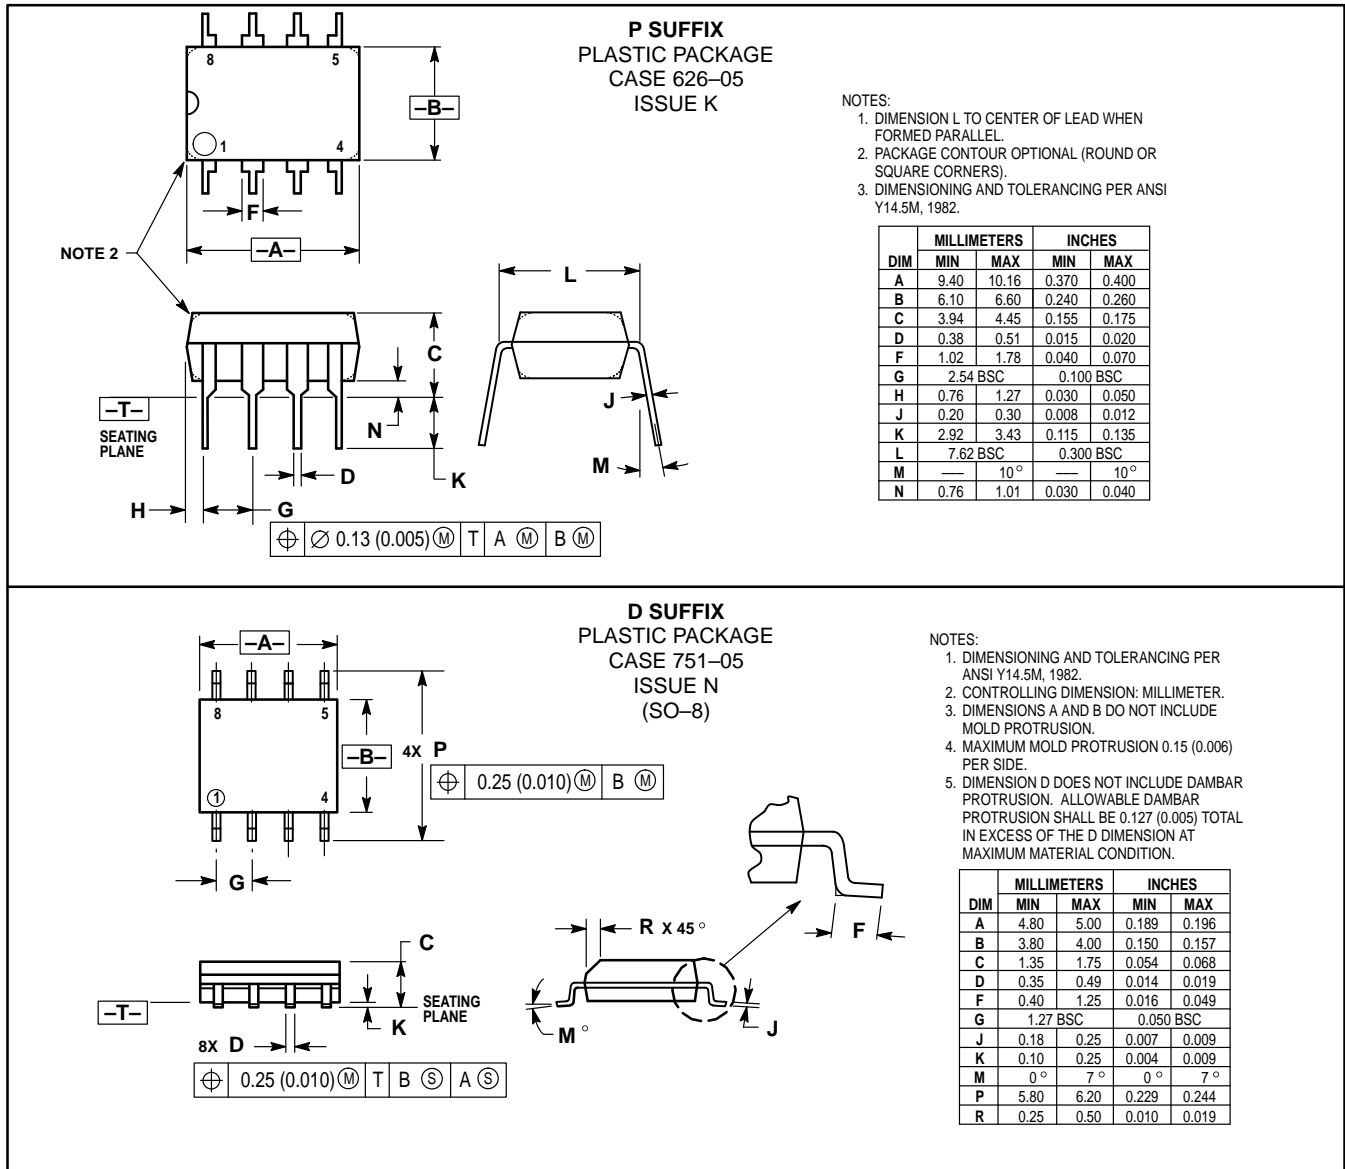 P SUFFIX
PLASTIC PACKAGE
CASE 626–05
ISSUE K
8 5
1 4
–B–
F
–A–
NOTE 2
L
C
J
–T–
SEATING
PLANE
N
D
K
M
H
G
⌖ ∅ 0.13 (0.005) Ⓜ T A Ⓜ B Ⓜ
NOTES:
1. DIMENSION L TO CENTER OF LEAD WHEN
FORMED PARALLEL.
2. PACKAGE CONTOUR OPTIONAL (ROUND OR
SQUARE CORNERS).
3. DIMENSIONING AND TOLERANCING PER ANSI
Y14.5M, 1982.
MILLIMETERS INCHES
DIM MIN MAX MIN MAX
A 9.40 10.16 0.370 0.400
B 6.10 6.60 0.240 0.260
C 3.94 4.45 0.155 0.175
D 0.38 0.51 0.015 0.020
F 1.02 1.78 0.040 0.070
G 2.54 BSC 0.100 BSC
H 0.76 1.27 0.030 0.050
J 0.20 0.30 0.008 0.012
K 2.92 3.43 0.115 0.135
L 7.62 BSC 0.300 BSC
M –– 10° –– 10°
N 0.76 1.01 0.030 0.040
D SUFFIX
PLASTIC PACKAGE
CASE 751–05
ISSUE N
(SO–8)
–A–
8 5
–B–
4X P
1 4
⌖ 0.25 (0.010) Ⓜ B Ⓜ
G
C
–T–
K
SEATING
PLANE
8X D
⌖ 0.25 (0.010) Ⓜ T B Ⓢ A Ⓢ
R X 45°
M°
J
F
NOTES:
1. DIMENSIONING AND TOLERANCING PER
ANSI Y14.5M, 1982.
2. CONTROLLING DIMENSION: MILLIMETER.
3. DIMENSIONS A AND B DO NOT INCLUDE
MOLD PROTRUSION.
4. MAXIMUM MOLD PROTRUSION 0.15 (0.006)
PER SIDE.
5. DIMENSION D DOES NOT INCLUDE DAMBAR
PROTRUSION. ALLOWABLE DAMBAR
PROTRUSION SHALL BE 0.127 (0.005) TOTAL
IN EXCESS OF THE D DIMENSION AT
MAXIMUM MATERIAL CONDITION.
MILLIMETERS INCHES
DIM MIN MAX MIN MAX
A 4.80 5.00 0.189 0.196
B 3.80 4.00 0.150 0.157
C 1.35 1.75 0.054 0.068
D 0.35 0.49 0.014 0.019
F 0.40 1.25 0.016 0.049
G 1.27 BSC 0.050 BSC
J 0.18 0.25 0.007 0.009
K 0.10 0.25 0.004 0.009
M 0° 7° 0° 7°
P 5.80 6.20 0.229 0.244
R 0.25 0.50 0.010 0.019